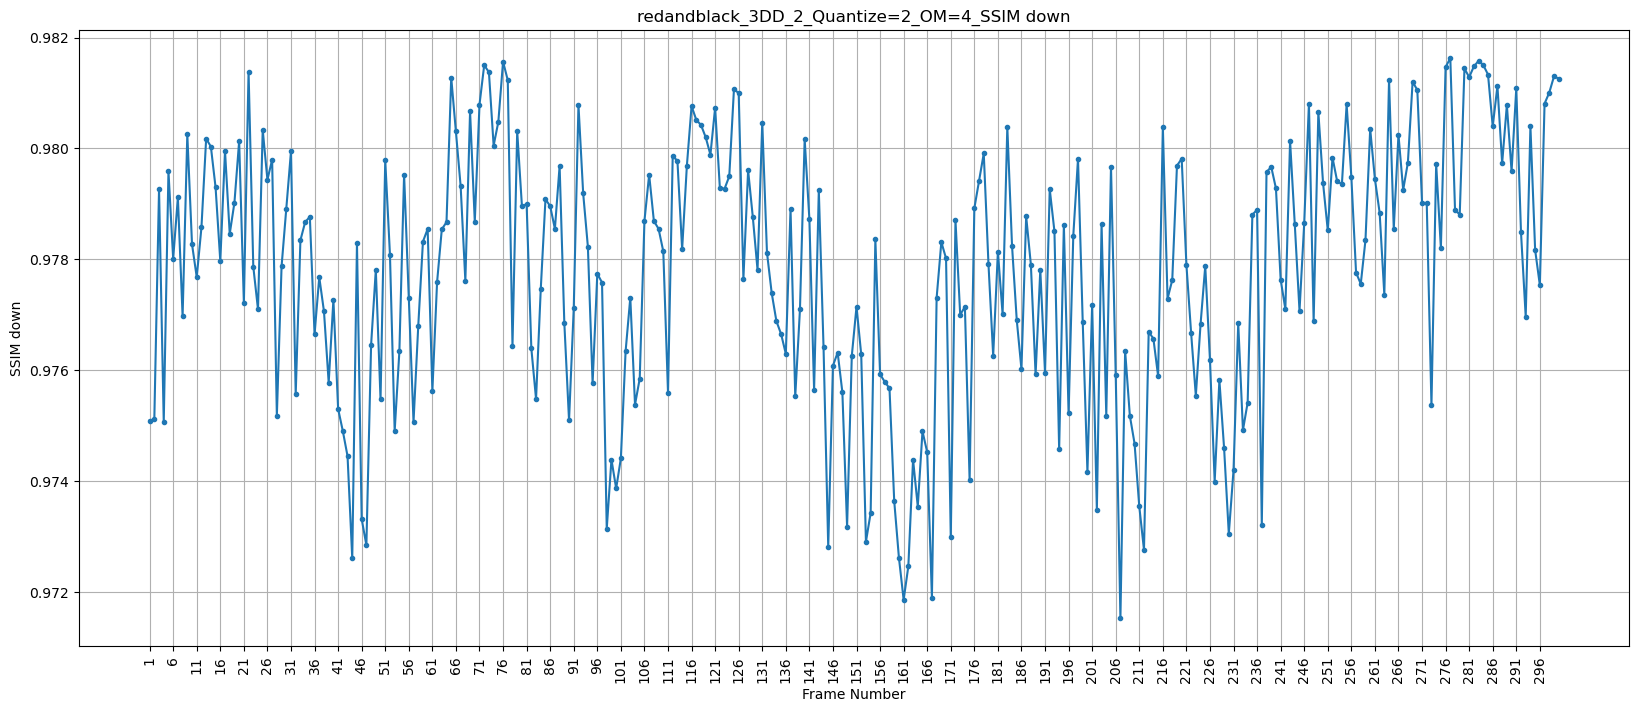 redandblack_3DD_2_Quantize=2_OM=4_SSIM down
SSIM down
0.982
0.980
0.978
0.976
0.974
0.972
1 6 11 16 21 26 31 36 41 46 51 56 61 66 71 76 81 86 91 96 101 106 111 116 121 126 131 136 141 146 151 156 161 166 171 176 181 186 191 196 201 206 211 216 221 226 231 236 241 246 251 256 261 266 271 276 281 286 291 296
Frame Number